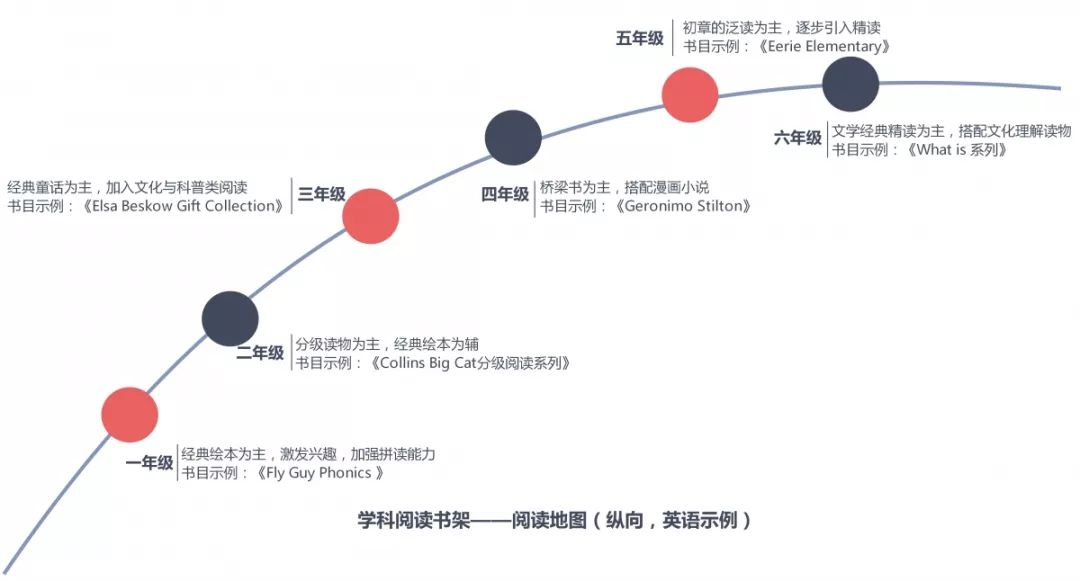 五年级
初章的泛读为主，逐步引入精读
书目示例：《Eerie Elementary》
六年级
文学经典精读为主，搭配文化理解读物
书目示例：《What is 系列》
三年级
经典童话为主，加入文化与科普类阅读
书目示例：《Elsa Beskow Gift Collection》
四年级
桥梁书为主，搭配漫画小说
书目示例：《Geronimo Stilton》
二年级
分级读物为主，经典绘本为辅
书目示例：《Collins Big Cat分级阅读系列》
一年级
经典绘本为主，激发兴趣，加强拼读能力
书目示例：《Fly Guy Phonics 》
学科阅读书架——阅读地图（纵向，英语示例）